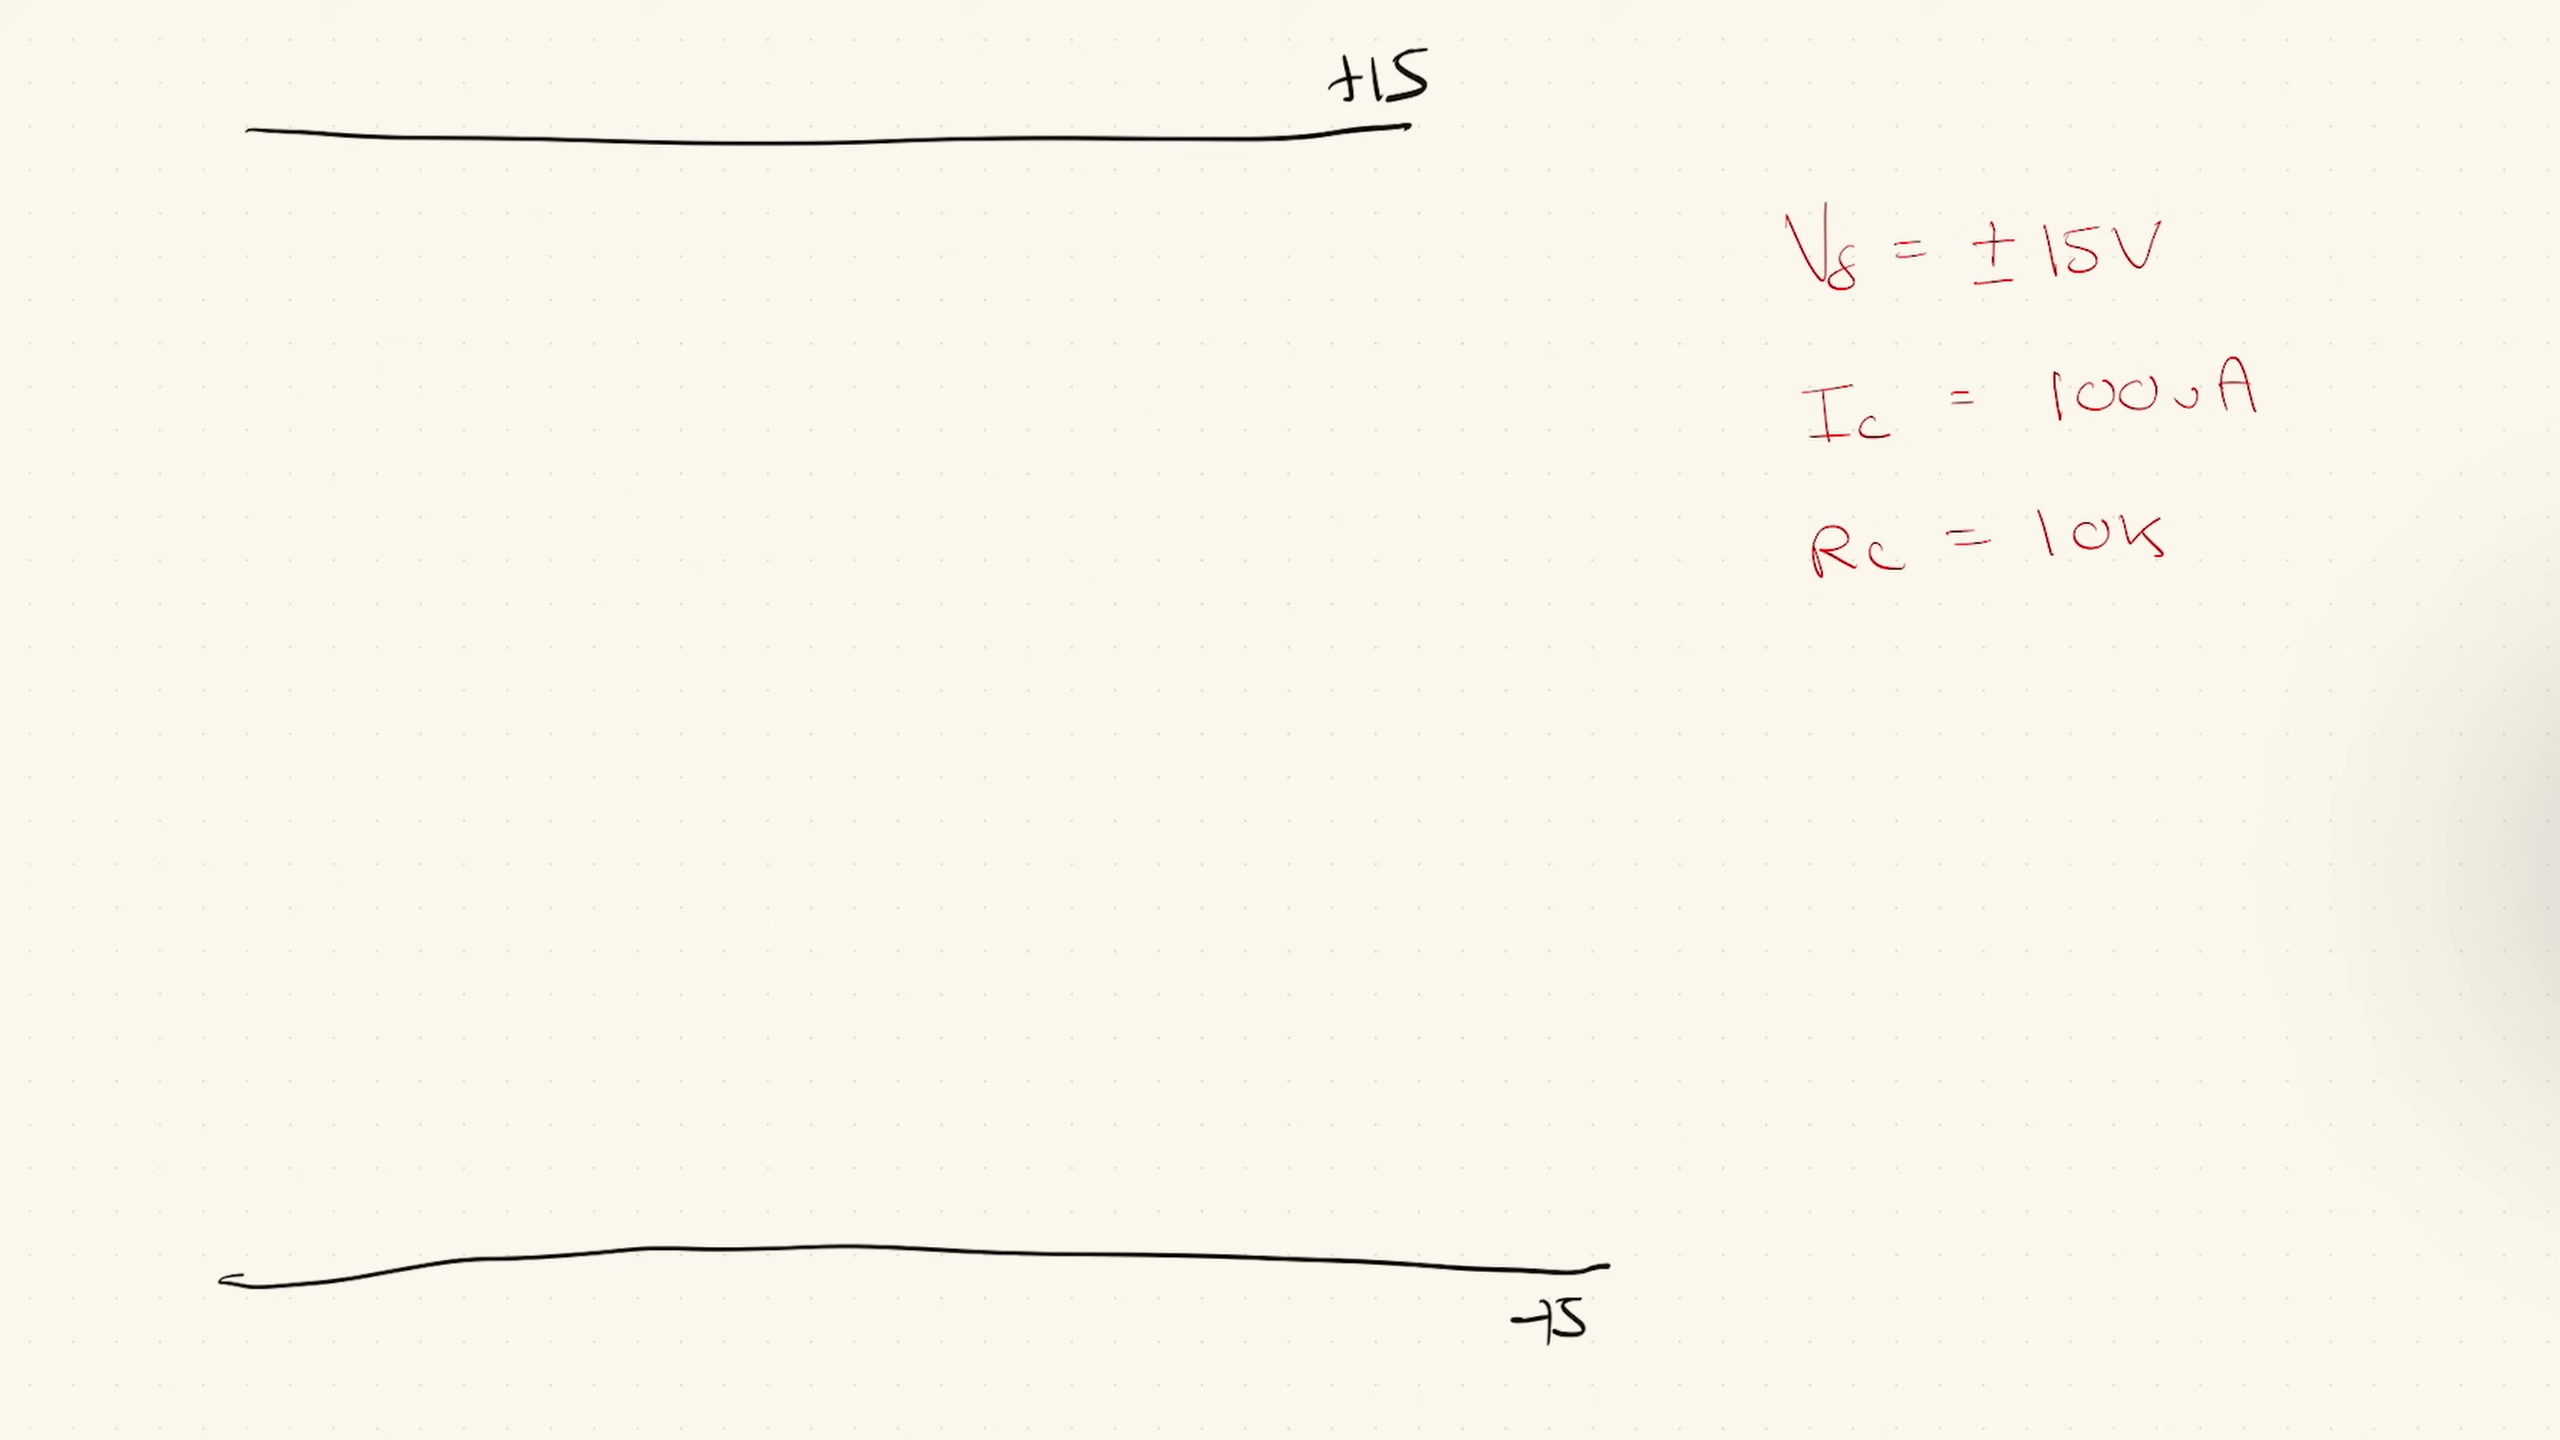 +15
Vs = ± 15V
Ic = 100uA
Rc = 10k
-15